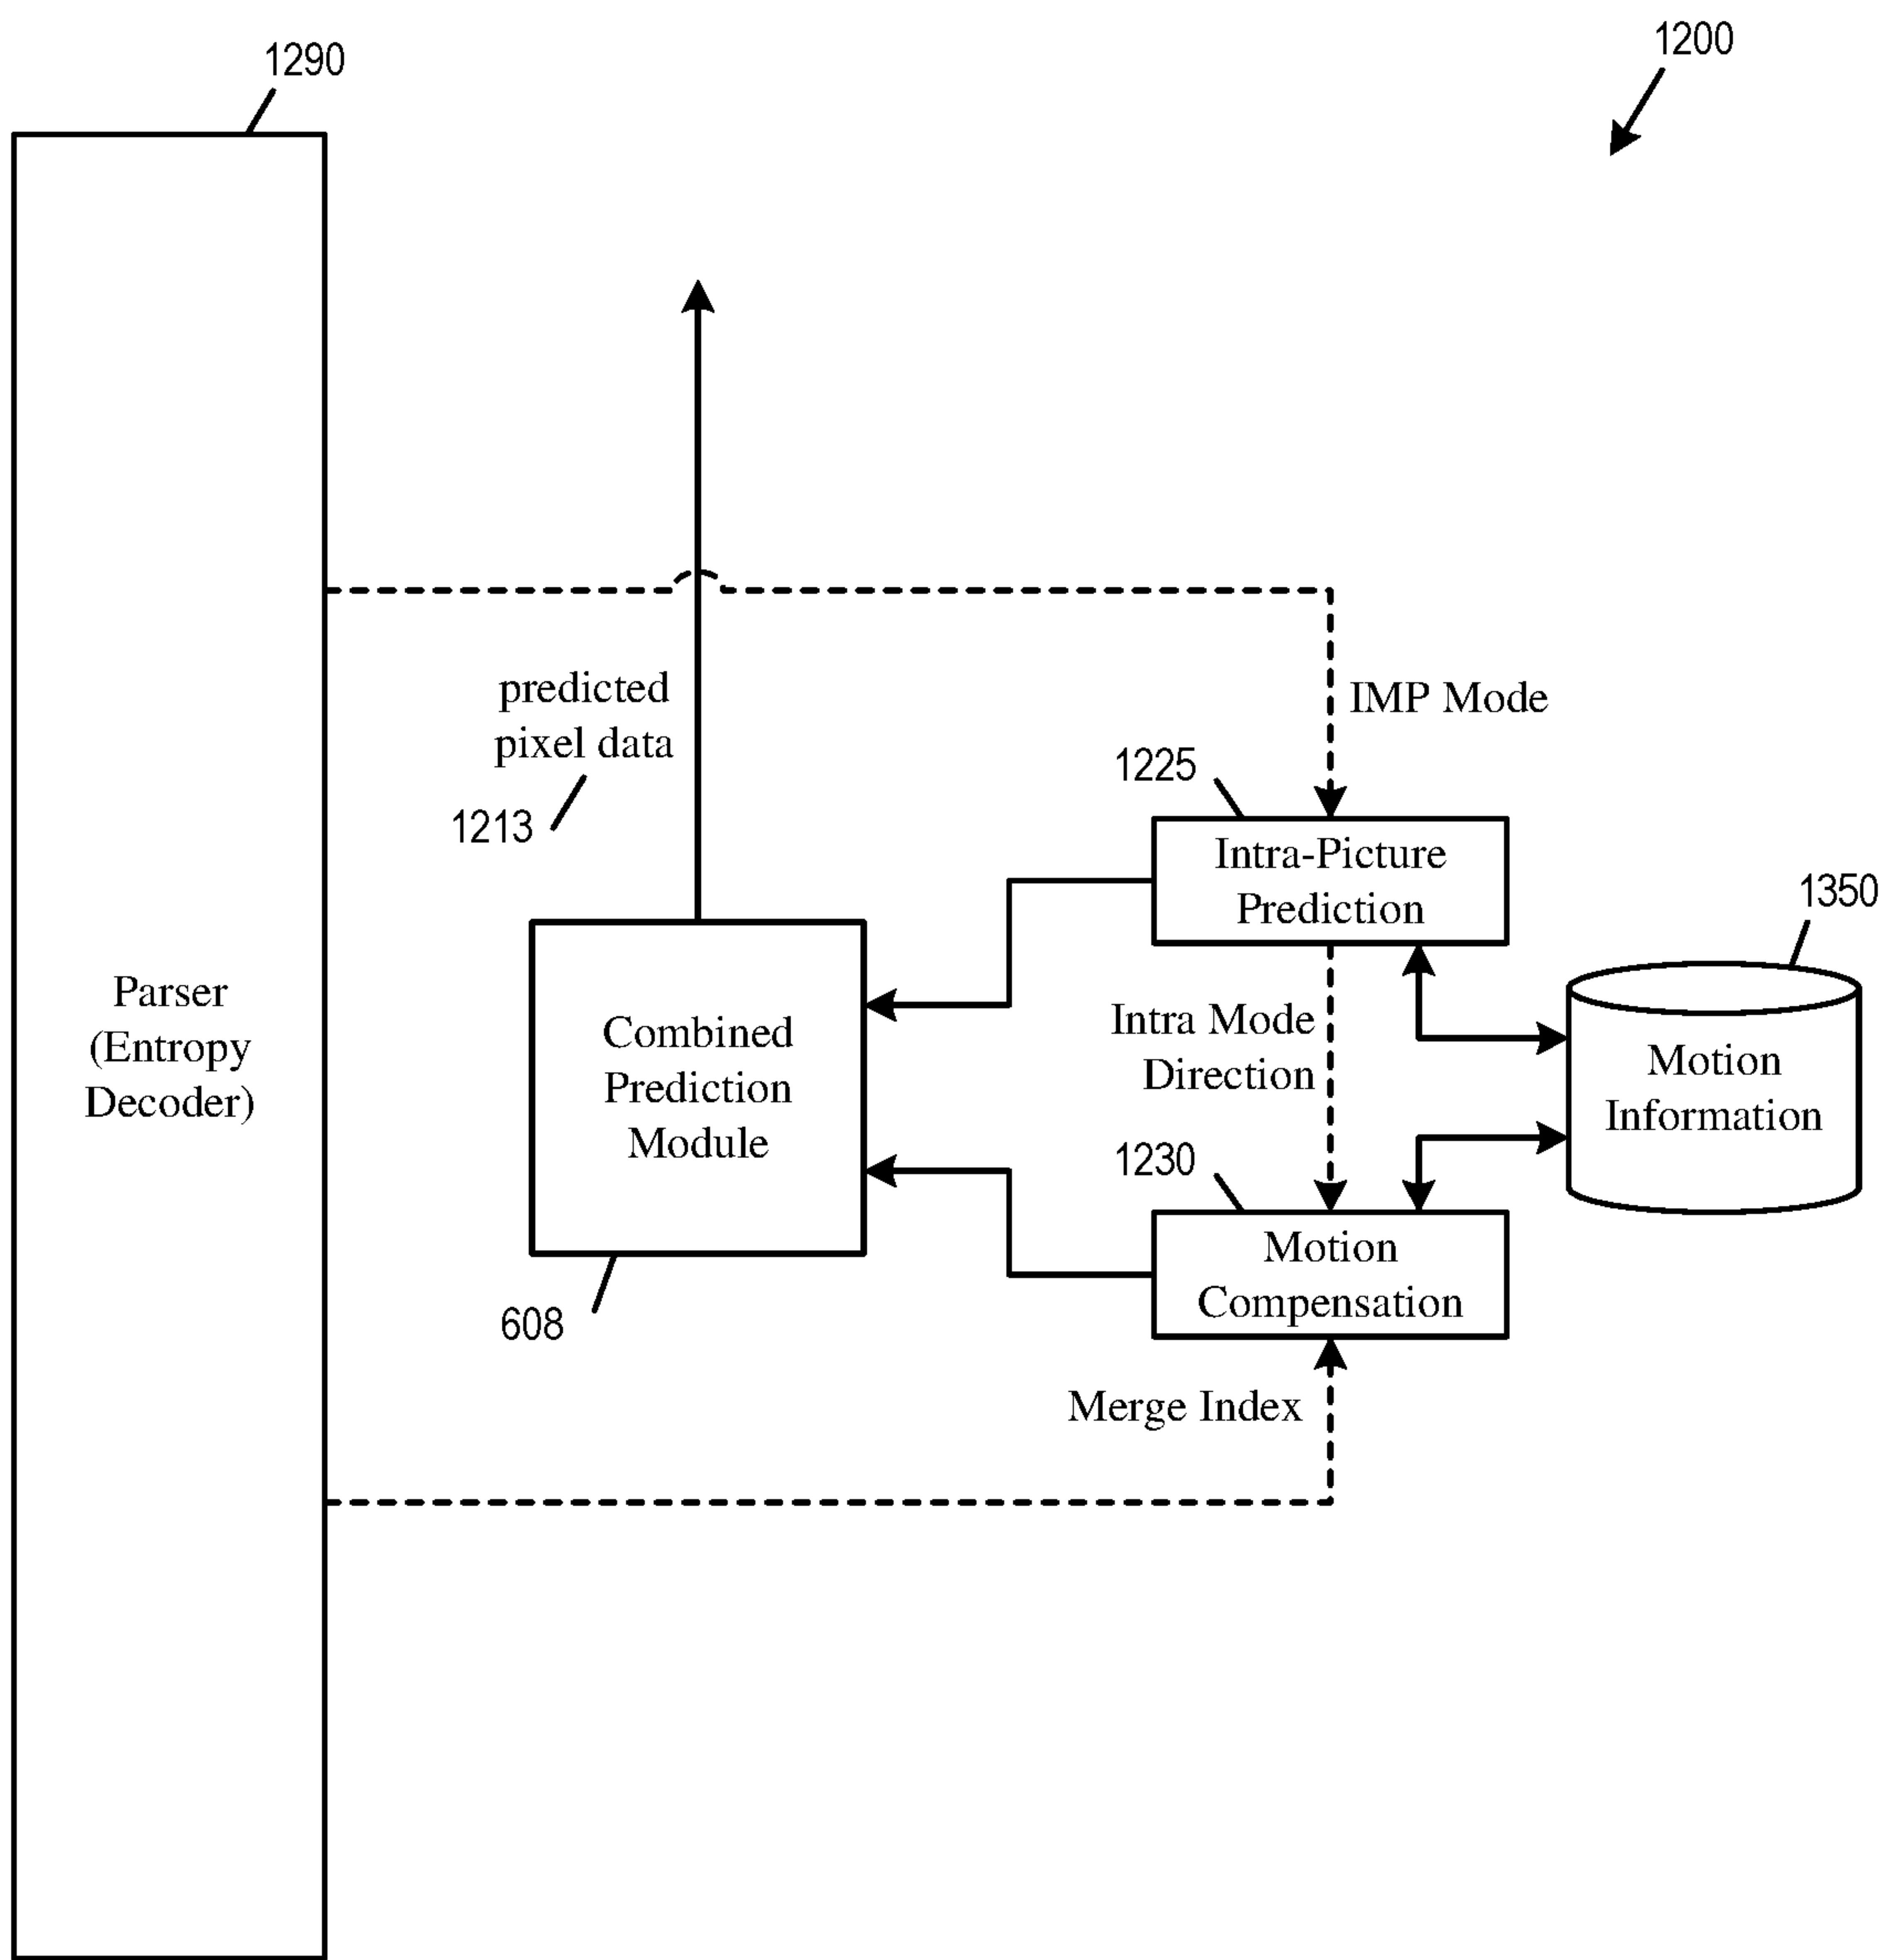 1200
1290
predicted
pixel data
1213
IMP Mode
1225
Intra-Picture
Prediction
1350
Parser
(Entropy
Decoder)
Combined
Prediction
Module
Intra Mode
Direction
Motion
Information
1230
Motion
Compensation
608
Merge Index